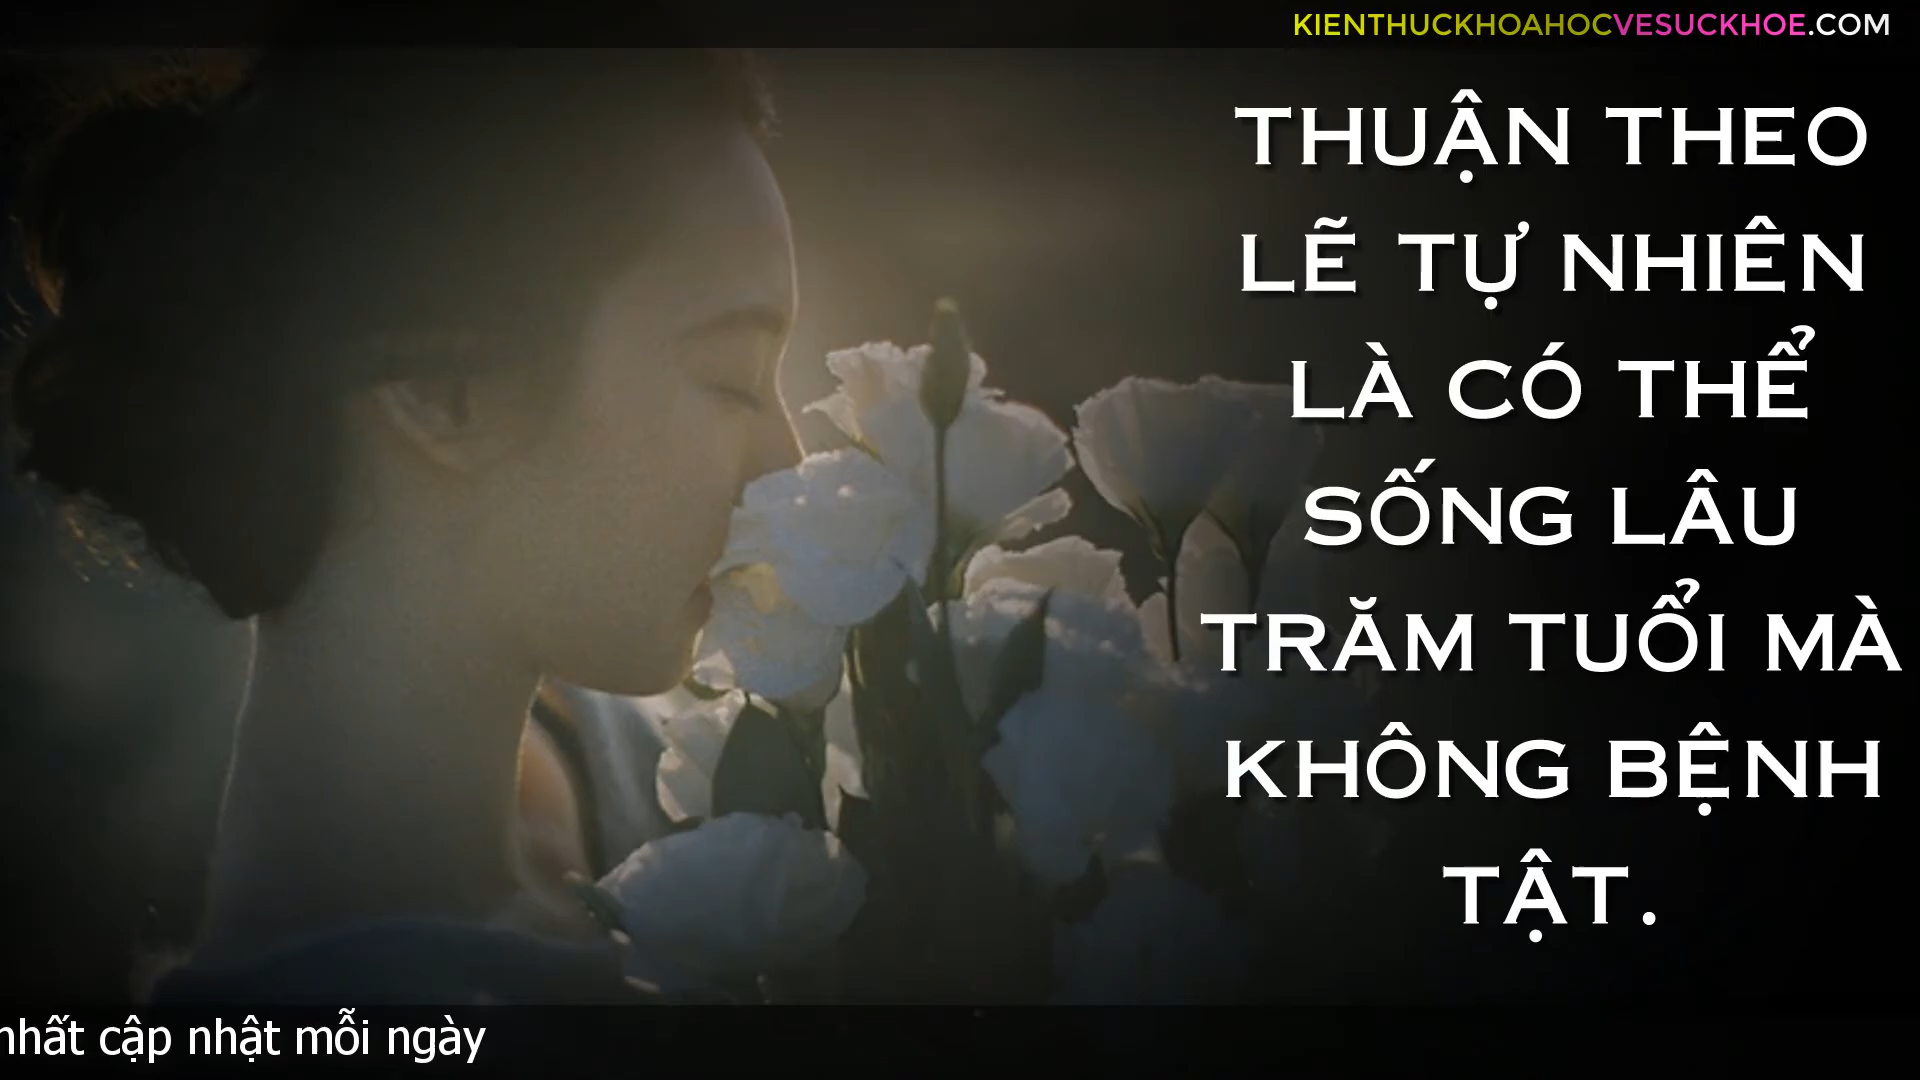 KIENTHUCKHOAHOCVESUCKHOE.COM
THUẬN THEO
LẼ TỰ NHIÊN
LÀ CÓ THỂ
SỐNG LÂU
TRĂM TUỔI MÀ
KHÔNG BỆNH
TẬT.
nhất cập nhật mỗi ngày